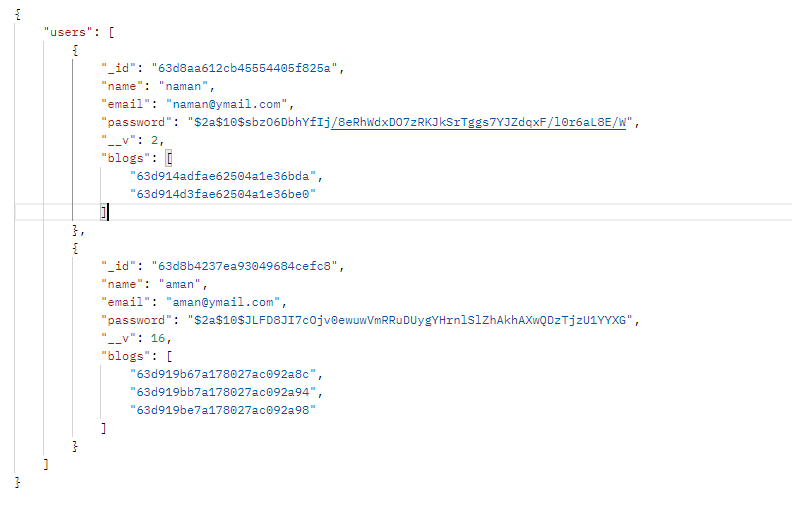 {
"users": [
{
"_id": "63d8aa612cb45554405f825a",
"name": "naman",
"email": "naman@ymail.com",
"password": "$2a$10$sbzO6DbhYfIj/8eRhWdxDO7zRKJkSrTggs7YJZdqxF/l0r6aL8E/W",
"__v": 2,
"blogs": [
"63d914adfae62504a1e36bda",
"63d914d3fae62504a1e36be0"
]
},
{
"_id": "63d8b4237ea93049684cefc8",
"name": "aman",
"email": "aman@ymail.com",
"password": "$2a$10$JLFD8JI7cOjv0ewuwVmRRuDUygYHrnlSlZhAkhAXwQDzTjzU1YYXG",
"__v": 16,
"blogs": [
"63d919b67a178027ac092a8c",
"63d919bb7a178027ac092a94",
"63d919be7a178027ac092a98"
]
}
]
}